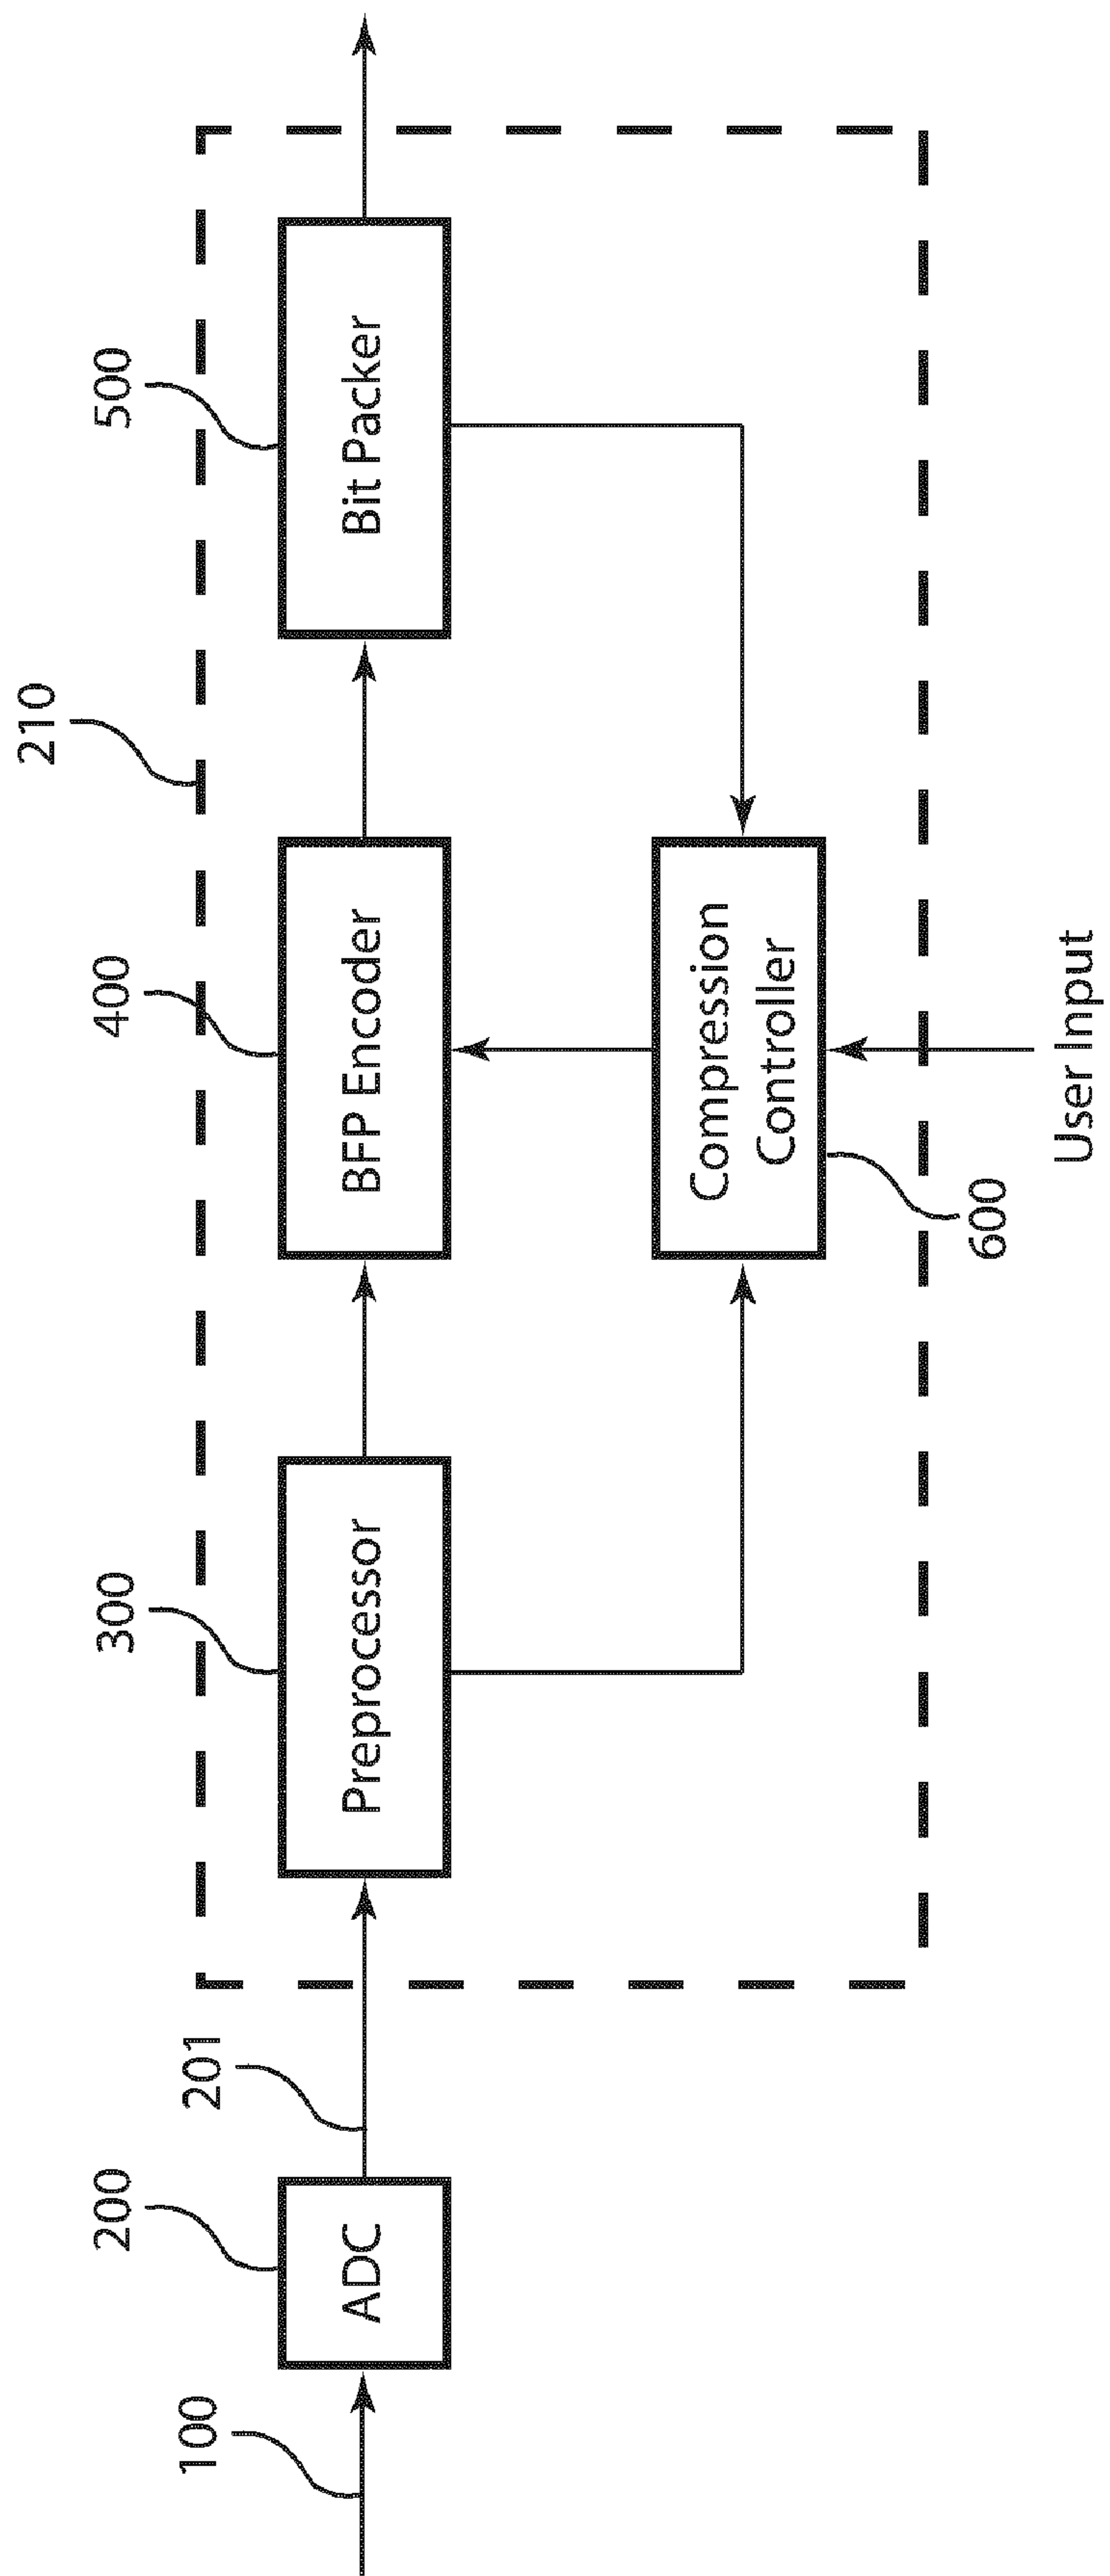 210
200
300
400
500
100
201
ADC
Preprocessor
BFP Encoder
Bit Packer
Compression
Controller
600
User Input